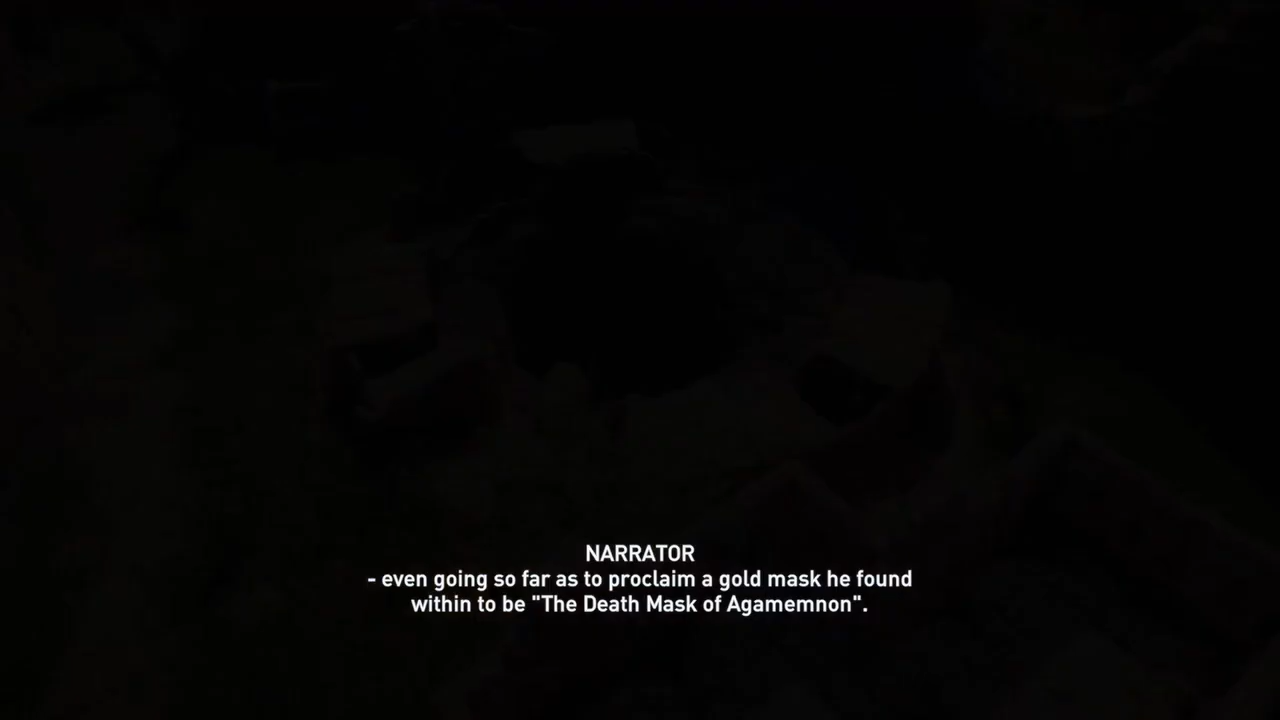 NARRATOR
- even going so far as to proclaim a gold mask he found
within to be "The Death Mask of Agamemnon".